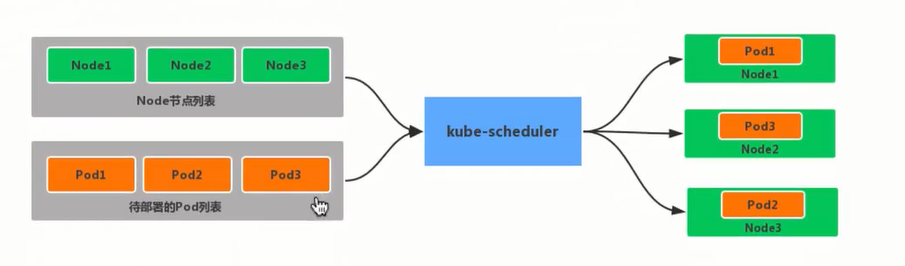 Node1 Node2 Node3
Node节点列表
Pod1 Pod2 Pod3
待部署的Pod列表
kube-scheduler
Pod1
Node1
Pod3
Node2
Pod2
Node3